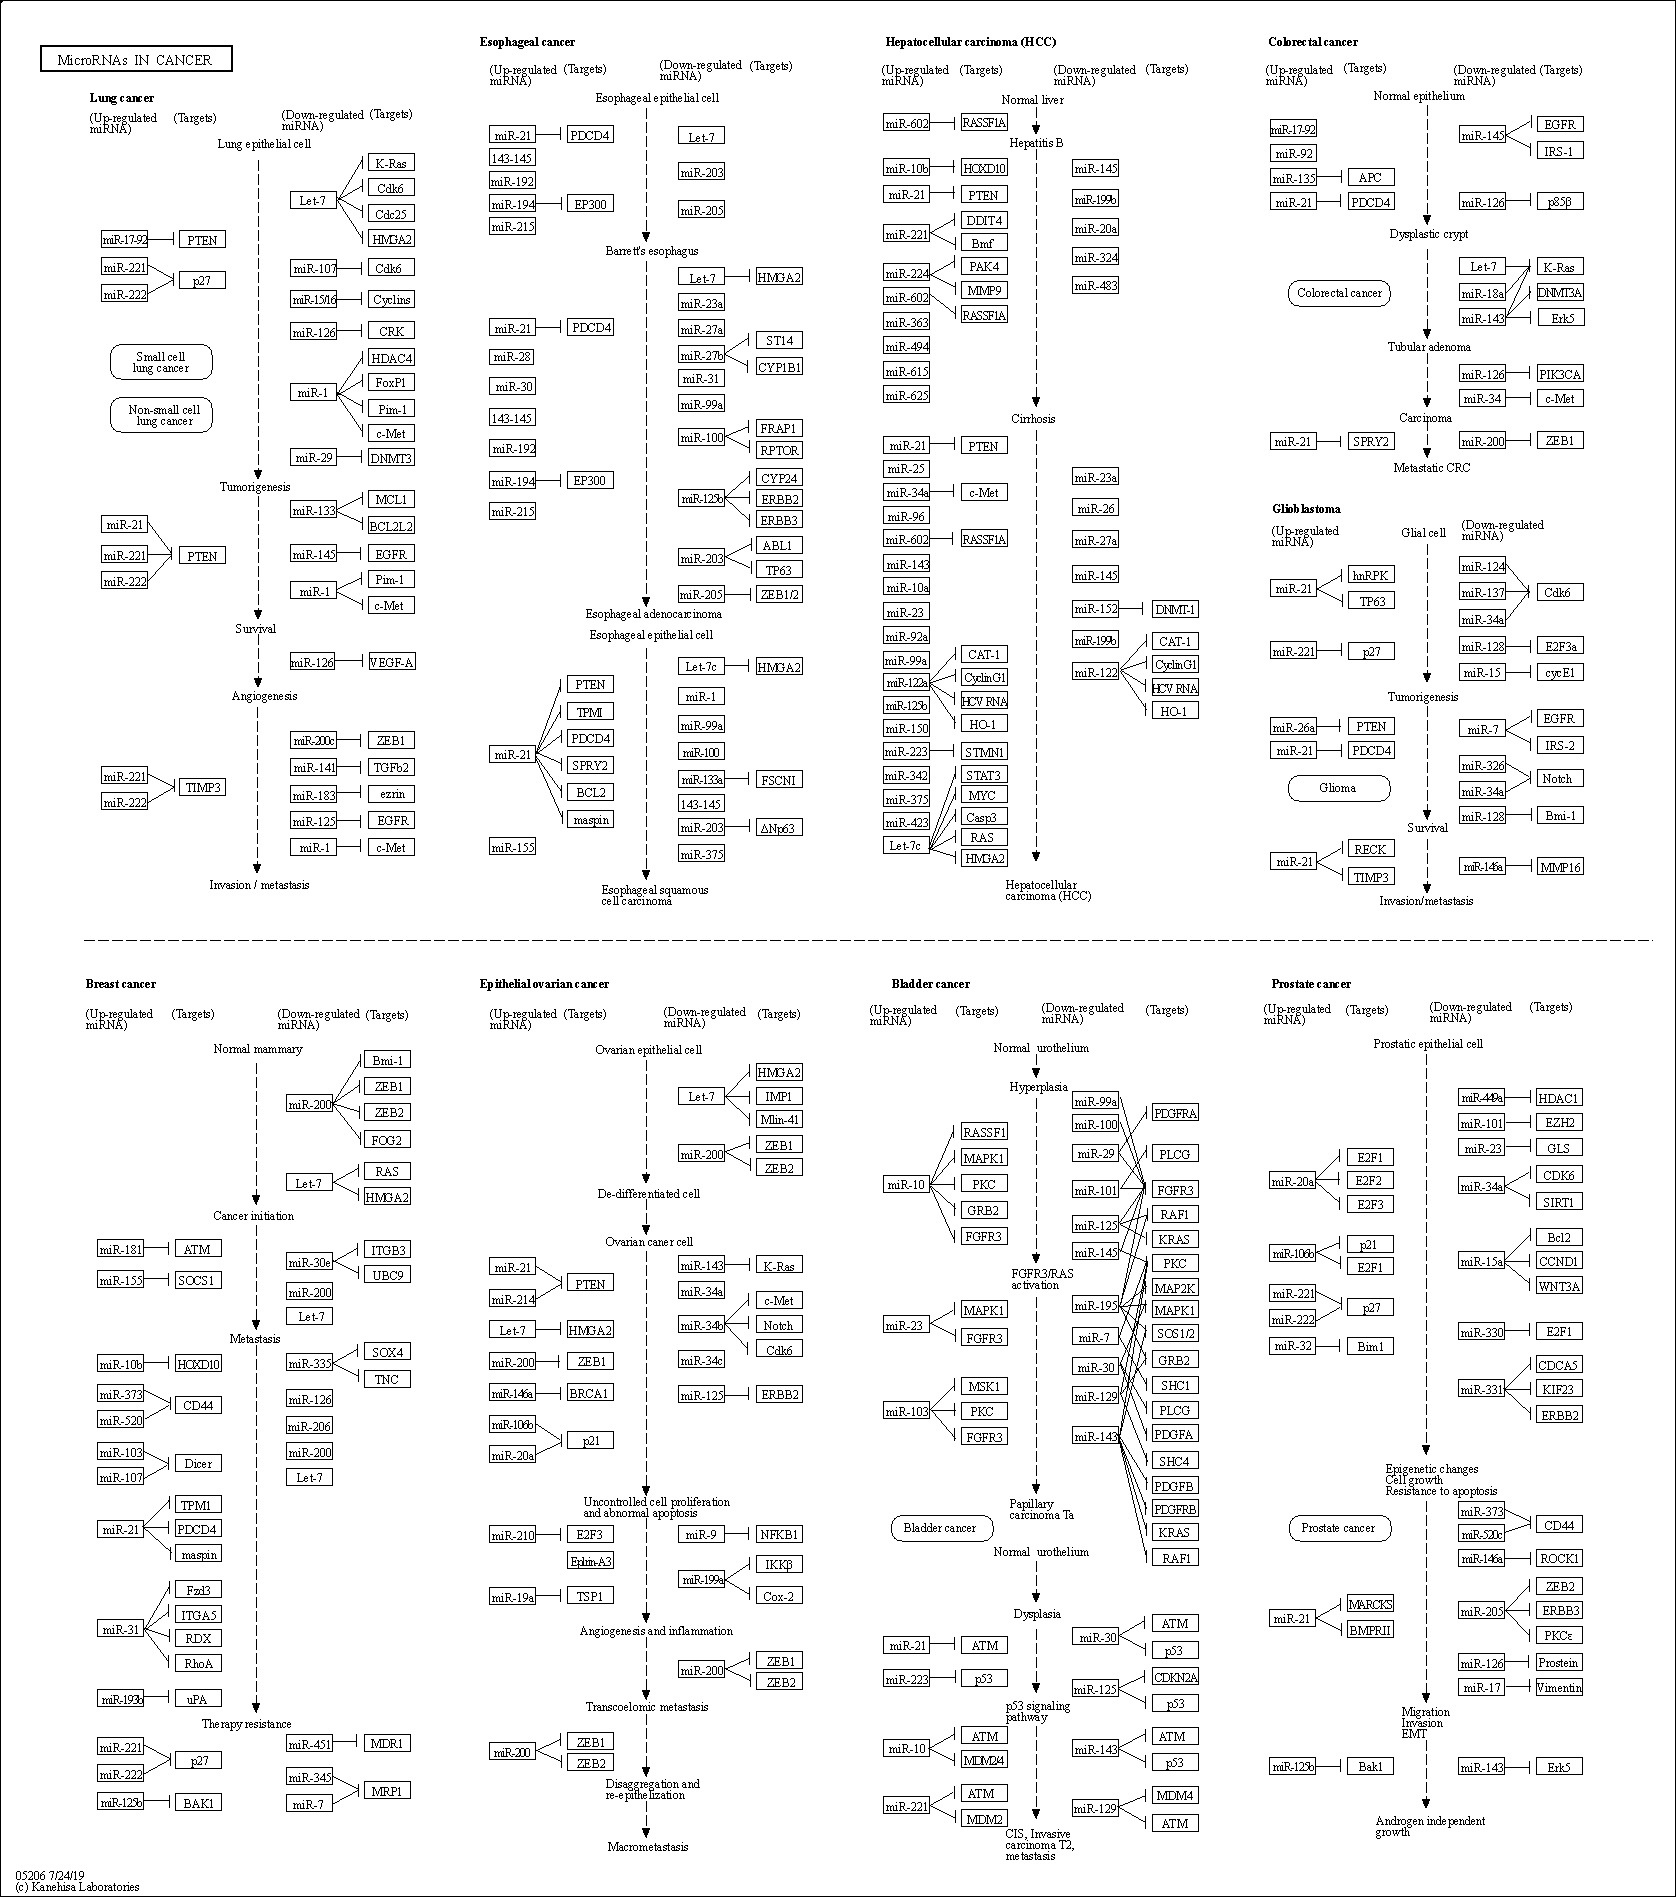 MicroRNAs IN CANCER
Lung cancer
(Up-regulated
miRNA)
(Targets)
(Down-regulated
miRNA)
(Targets)
Lung epithelial cell
Let-7
K-Ras
Cdk6
Cdc25
HMGA2
miR-17-92
PTEN
miR-221
miR-222
p27
miR-107
Cdk6
miR-15/16
Cyclins
miR-126
CRK
Small cell
lung cancer
Non-small cell
lung cancer
miR-1
HDAC4
FoxP1
Pim-1
c-Met
miR-29
DNMT3
Tumorigenesis
miR-21
miR-221
miR-222
PTEN
miR-133
MCL1
BCL2L2
miR-145
EGFR
miR-1
Pim-1
c-Met
Survival
miR-126
VEGF-A
Angiogenesis
miR-221
miR-222
TIMP3
miR-200c
ZEB1
miR-141
TGFb2
miR-183
ezrin
miR-125
EGFR
miR-1
c-Met
Invasion / metastasis
Esophageal cancer
(Up-regulated
miRNA)
(Targets)
(Down-regulated
miRNA)
(Targets)
Esophageal epithelial cell
miR-21
PDCD4
143-145
miR-192
miR-194
EP300
miR-215
Let-7
miR-203
miR-205
Barrett's esophagus
miR-21
PDCD4
miR-28
miR-30
143-145
miR-192
miR-194
EP300
miR-215
Let-7
HMGA2
miR-23a
miR-27a
miR-27b
ST14
CYP1B1
miR-31
miR-99a
miR-100
FRAP1
RPTOR
miR-125b
CYP24
ERBB2
ERBB3
miR-203
ABL1
TP63
miR-205
ZEB1/2
Esophageal adenocarcinoma
Esophageal epithelial cell
miR-21
PTEN
TPMI
PDCD4
SPRY2
BCL2
maspin
miR-155
Let-7c
HMGA2
miR-1
miR-99a
miR-100
miR-133a
FSCNI
143-145
miR-203
ΔNp63
miR-375
Esophageal squamous
cell carcinoma
Hepatocellular carcinoma (HCC)
(Up-regulated
miRNA)
(Targets)
(Down-regulated
miRNA)
(Targets)
Normal liver
miR-602
RASSF1A
Hepatitis B
miR-10b
HOXD10
miR-21
PTEN
miR-221
DDIT4
Bmf
miR-224
PAK4
MMP9
miR-602
RASSF1A
miR-363
miR-494
miR-615
miR-625
miR-145
miR-199b
miR-20a
miR-324
miR-483
Cirrhosis
miR-21
PTEN
miR-25
miR-34a
c-Met
miR-96
miR-602
RASSF1A
miR-143
miR-10a
miR-23
miR-92a
miR-99a
miR-122a
CAT-1
CyclinG1
HCV RNA
HO-1
miR-125b
miR-150
miR-223
STMN1
miR-342
miR-375
miR-423
Let-7c
STAT3
MYC
Casp3
RAS
HMGA2
miR-23a
miR-26
miR-27a
miR-145
miR-152
DNMT-1
miR-199b
miR-122
CAT-1
CyclinG1
HCV RNA
HO-1
Hepatocellular
carcinoma (HCC)
Colorectal cancer
(Up-regulated
miRNA)
(Targets)
(Down-regulated
miRNA)
(Targets)
Normal epithelium
miR-17-92
miR-92
miR-135
APC
miR-21
PDCD4
miR-145
EGFR
IRS-1
miR-126
p85β
Dysplastic crypt
Colorectal cancer
Let-7
miR-18a
miR-143
K-Ras
DNMT3A
Erk5
Tubular adenoma
miR-126
PIK3CA
miR-34
c-Met
Carcinoma
miR-21
SPRY2
miR-200
ZEB1
Metastatic CRC
Glioblastoma
(Up-regulated
miRNA)
(Targets)
Glial cell
(Down-regulated
miRNA)
miR-21
hnRPK
TP63
miR-221
p27
miR-124
miR-137
miR-34a
Cdk6
miR-128
E2F3a
miR-15
cycE1
Tumorigenesis
miR-26a
PTEN
miR-21
PDCD4
Glioma
miR-7
EGFR
IRS-2
miR-326
miR-34a
Notch
miR-128
Bmi-1
Survival
miR-21
RECK
TIMP3
miR-146a
MMP16
Invasion/metastasis
Breast cancer
(Up-regulated
miRNA)
(Targets)
(Down-regulated
miRNA)
(Targets)
Normal mammary
miR-200
Bmi-1
ZEB1
ZEB2
FOG2
Let-7
RAS
HMGA2
Cancer initiation
miR-181
ATM
miR-155
SOCS1
miR-30e
ITGB3
UBC9
miR-200
Let-7
Metastasis
miR-10b
HOXD10
miR-373
miR-520
CD44
miR-103
miR-107
Dicer
miR-21
TPM1
PDCD4
maspin
miR-31
Fzd3
ITGA5
RDX
RhoA
miR-193b
uPA
miR-335
SOX4
TNC
miR-126
miR-206
miR-200
Let-7
Therapy resistance
miR-221
miR-222
p27
miR-125b
BAK1
miR-451
MDR1
miR-345
miR-7
MRP1
Epithelial ovarian cancer
(Up-regulated
miRNA)
(Targets)
(Down-regulated
miRNA)
(Targets)
Ovarian epithelial cell
Let-7
HMGA2
IMP1
Mlin-41
miR-200
ZEB1
ZEB2
De-differentiated cell
Ovarian caner cell
miR-21
miR-214
PTEN
Let-7
HMGA2
miR-200
ZEB1
miR-146a
BRCA1
miR-106b
miR-20a
p21
miR-143
K-Ras
miR-34a
miR-34b
c-Met
Notch
Cdk6
miR-34c
miR-125
ERBB2
Uncontrolled cell proliferation
and abnormal apoptosis
miR-210
E2F3
Ephrin-A3
miR-19a
TSP1
miR-9
NFKB1
miR-199a
IKKβ
Cox-2
Angiogenesis and inflammation
miR-200
ZEB1
ZEB2
Transcoelomic metastasis
miR-200
ZEB1
ZEB2
Disaggregation and
re-epithelization
Macrometastasis
Bladder cancer
(Up-regulated
miRNA)
(Targets)
(Down-regulated
miRNA)
(Targets)
Normal urothelium
Hyperplasia
miR-10
RASSF1
MAPK1
PKC
GRB2
FGFR3
miR-99a
miR-100
miR-29
miR-101
miR-125
miR-145
FGFR3/RAS
activation
miR-23
MAPK1
FGFR3
miR-103
MSK1
PKC
FGFR3
miR-195
miR-7
miR-30
miR-129
miR-143
PDGFRA
PLCG
FGFR3
RAF1
KRAS
PKC
MAP2K
MAPK1
SOS1/2
GRB2
SHC1
PLCG
PDGFA
SHC4
PDGFB
PDGFRB
KRAS
RAF1
Papillary
carcinoma Ta
Bladder cancer
Normal urothelium
Dysplasia
miR-21
ATM
miR-223
p53
miR-30
ATM
p53
miR-125
CDKN2A
p53
p53 signaling
pathway
miR-10
ATM
MDM2/4
miR-221
ATM
MDM2
miR-143
ATM
p53
miR-129
MDM4
ATM
CIS, Invasive
carcinoma T2,
metastasis
Prostate cancer
(Up-regulated
miRNA)
(Targets)
(Down-regulated
miRNA)
(Targets)
Prostatic epithelial cell
miR-20a
E2F1
E2F2
E2F3
miR-106b
p21
E2F1
miR-221
miR-222
p27
miR-32
Bim1
miR-449a
HDAC1
miR-101
EZH2
miR-23
GLS
miR-34a
CDK6
SIRT1
miR-15a
Bcl2
CCND1
WNT3A
miR-330
E2F1
miR-331
CDCA5
KIF23
ERBB2
Epigenetic changes
Cell growth
Resistance to apoptosis
Prostate cancer
miR-21
MARCKS
BMPRII
miR-373
miR-520c
CD44
miR-146a
ROCK1
miR-205
ZEB2
ERBB3
PKCε
miR-126
Prostein
miR-17
Vimentin
Migration
Invasion
EMT
miR-125b
Bak1
miR-143
Erk5
Androgen independent
growth
05206 7/24/19
(c) Kanehisa Laboratories